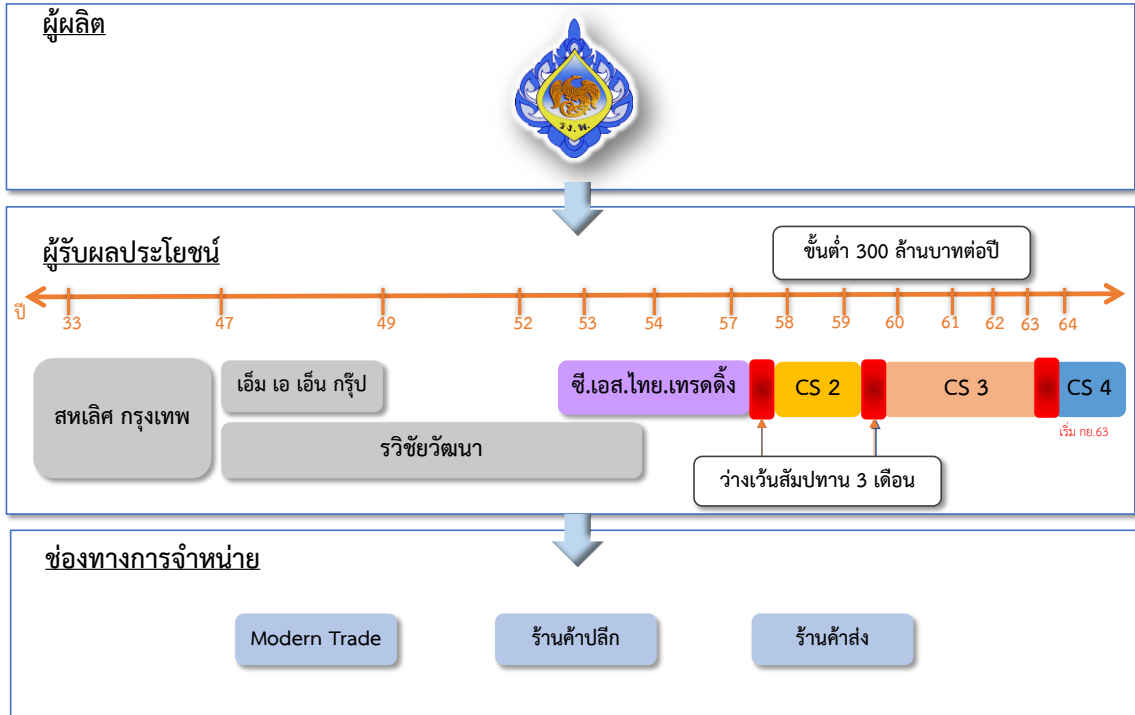 ผู้ผลิต
รง.พ.
ผู้รับผลประโยชน์
ขั้นต่ำ 300 ล้านบาทต่อปี
ปี 33 47 49 52 53 54 57 58 59 60 61 62 63 64
สหเลิศ กรุงเทพ
เอ็ม เอ เอ็น กรุ๊ป
รวิชัยวัฒนา
ซี.เอส.ไทย.เทรดดิ้ง
CS 2
CS 3
CS 4
เริ่ม กย.63
ว่างเว้นสัมปทาน 3 เดือน
ช่องทางการจำหน่าย
Modern Trade
ร้านค้าปลีก
ร้านค้าส่ง